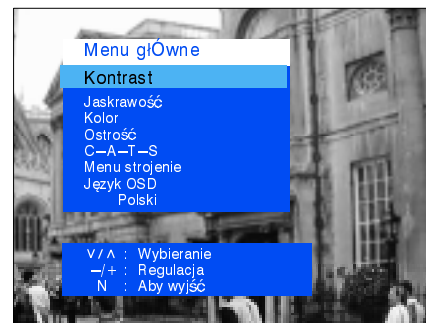 Menu głÓwne
Kontrast
Jaskrawość
Kolor
Ostrość
C–A–T–S
Menu strojenie
Język OSD
Polski
∨/∧ : Wybieranie
–/+ : Regulacja
N : Aby wyjść